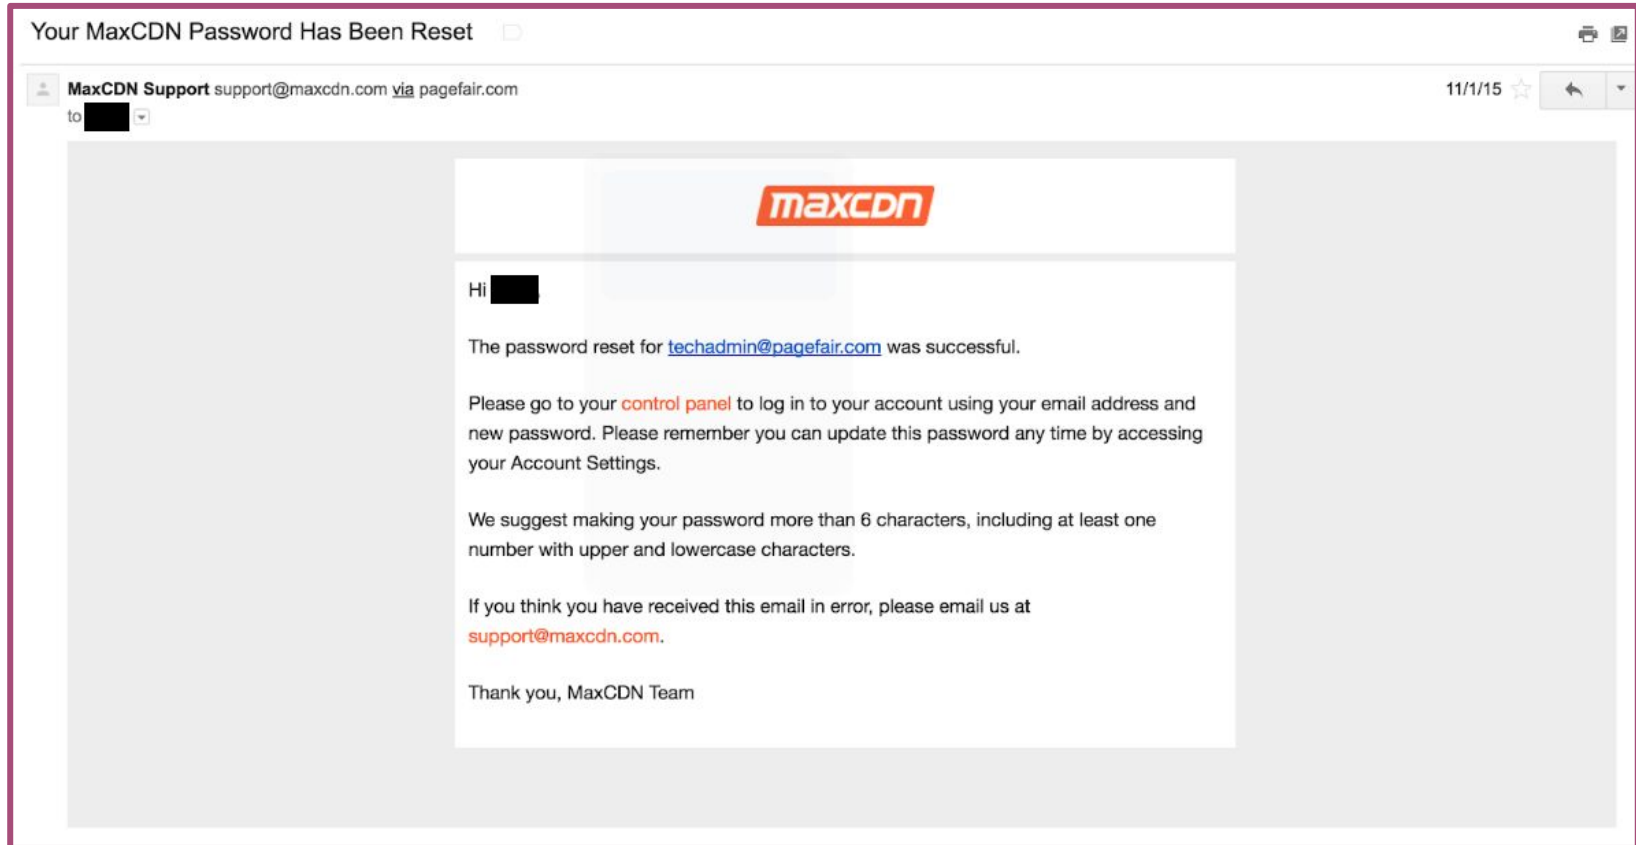 Your MaxCDN Password Has Been Reset
MaxCDN Support support@maxcdn.com via pagefair.com
11/1/15
to
maxcdn
Hi
The password reset for techadmin@pagefair.com was successful.
Please go to your control panel to log in to your account using your email address and
new password. Please remember you can update this password any time by accessing
your Account Settings.
We suggest making your password more than 6 characters, including at least one
number with upper and lowercase characters.
If you think you have received this email in error, please email us at
support@maxcdn.com.
Thank you, MaxCDN Team